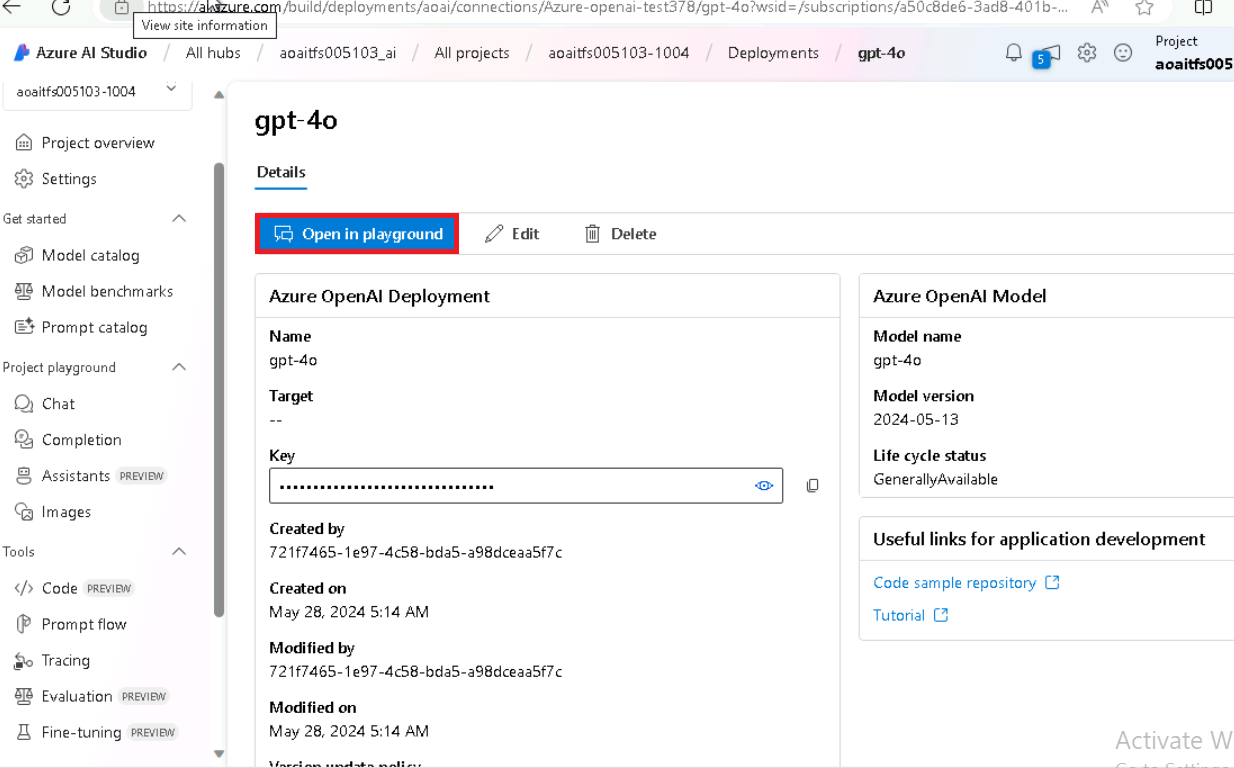 https://ai.azure.com/build/deployments/aoai/connections/Azure-openai-test378/gpt-4o?wsid=/subscriptions/a50c8de6-3ad8-401b-...
View site information
Azure AI Studio / All hubs / aoaitfs005103_ai / All projects / aoaitfs005103-1004 / Deployments / gpt-4o
5
Project
aoaitfs005
aoaitfs005103-1004
Project overview
Settings
Get started
Model catalog
Model benchmarks
Prompt catalog
Project playground
Chat
Completion
Assistants PREVIEW
Images
Tools
Code PREVIEW
Prompt flow
Tracing
Evaluation PREVIEW
Fine-tuning PREVIEW
gpt-4o
Details
Open in playground Edit Delete
Azure OpenAI Deployment
Name
gpt-4o
Target
--
Key
••••••••••••••••••••••••••••••••
Created by
721f7465-1e97-4c58-bda5-a98dceaa5f7c
Created on
May 28, 2024 5:14 AM
Modified by
721f7465-1e97-4c58-bda5-a98dceaa5f7c
Modified on
May 28, 2024 5:14 AM
Version update policy
Azure OpenAI Model
Model name
gpt-4o
Model version
2024-05-13
Life cycle status
GenerallyAvailable
Useful links for application development
Code sample repository
Tutorial
Activate W
Go to Settings